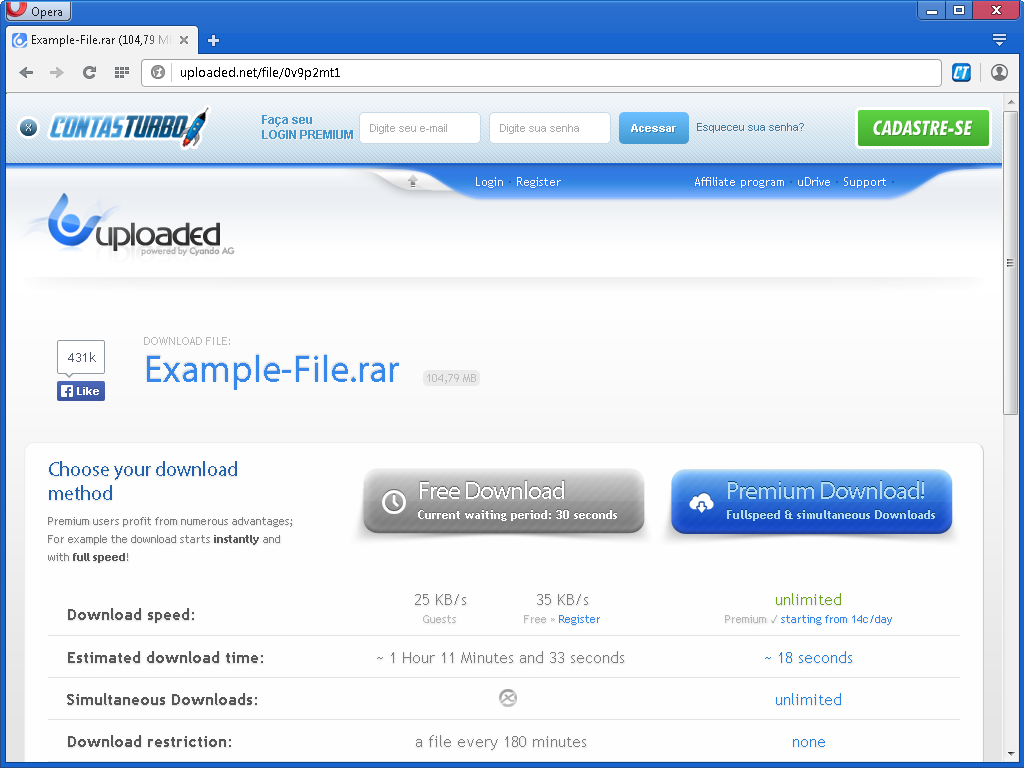 Opera
Example-File.rar (104,79 M
uploaded.net/file/0v9p2mt1
CT
CONTASTURBO
Faça seu
LOGIN PREMIUM
Digite seu e-mail
Digite sua senha
Acessar
Esqueceu sua senha?
CADASTRE-SE
Login · Register
Affiliate program · uDrive · Support ·
uploaded
powered by Cyando AG
431k
Like
DOWNLOAD FILE:
Example-File.rar
104,79 MB
Choose your download
method
Premium users profit from numerous advantages;
For example the download starts instantly and
with full speed!
Free Download
Current waiting period: 30 seconds
Premium Download!
Fullspeed & simultaneous Downloads
Download speed:
25 KB/s
Guests
35 KB/s
Free » Register
unlimited
Premium ✓ starting from 14c/day
Estimated download time:
~ 1 Hour 11 Minutes and 33 seconds
~ 18 seconds
Simultaneous Downloads:
unlimited
Download restriction:
a file every 180 minutes
none